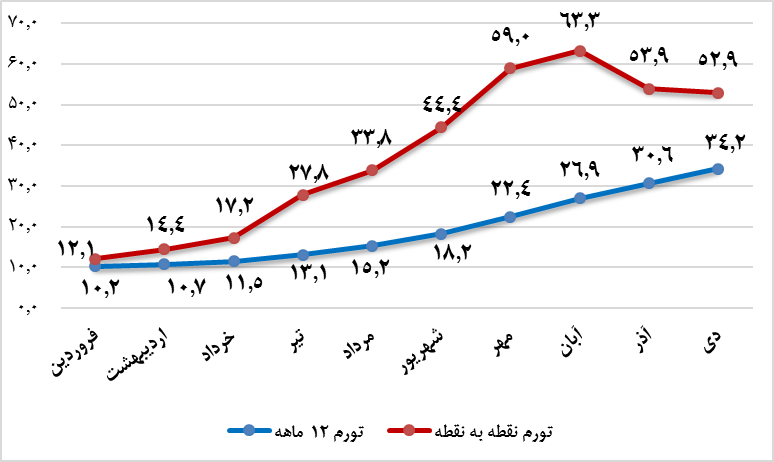 ۷۰,۰
۶۰,۰
۵۰,۰
۴۰,۰
۳۰,۰
۲۰,۰
۱۰,۰
۰,۰
۱۲,۱
۱۴,۴
۱۷,۲
۲۷,۸
۳۳,۸
۴۴,۴
۵۹,۰
۶۳,۳
۵۳,۹
۵۲,۹
۱۰,۲
۱۰,۷
۱۱,۵
۱۳,۱
۱۵,۲
۱۸,۲
۲۲,۴
۲۶,۹
۳۰,۶
۳۴,۲
فروردین
اردیبهشت
خرداد
تیر
مرداد
شهریور
مهر
آبان
آذر
دی
تورم ۱۲ ماهه
تورم نقطه به نقطه